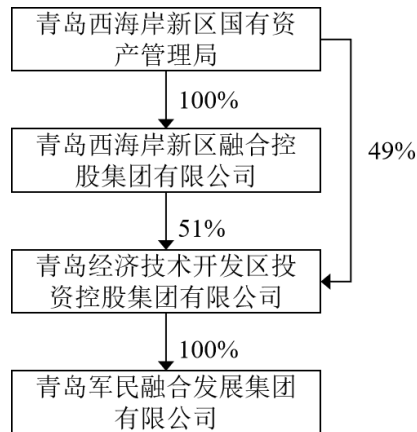 青岛西海岸新区国有资
产管理局
100%
青岛西海岸新区融合控
股集团有限公司
49%
51%
青岛经济技术开发区投
资控股集团有限公司
100%
青岛军民融合发展集团
有限公司